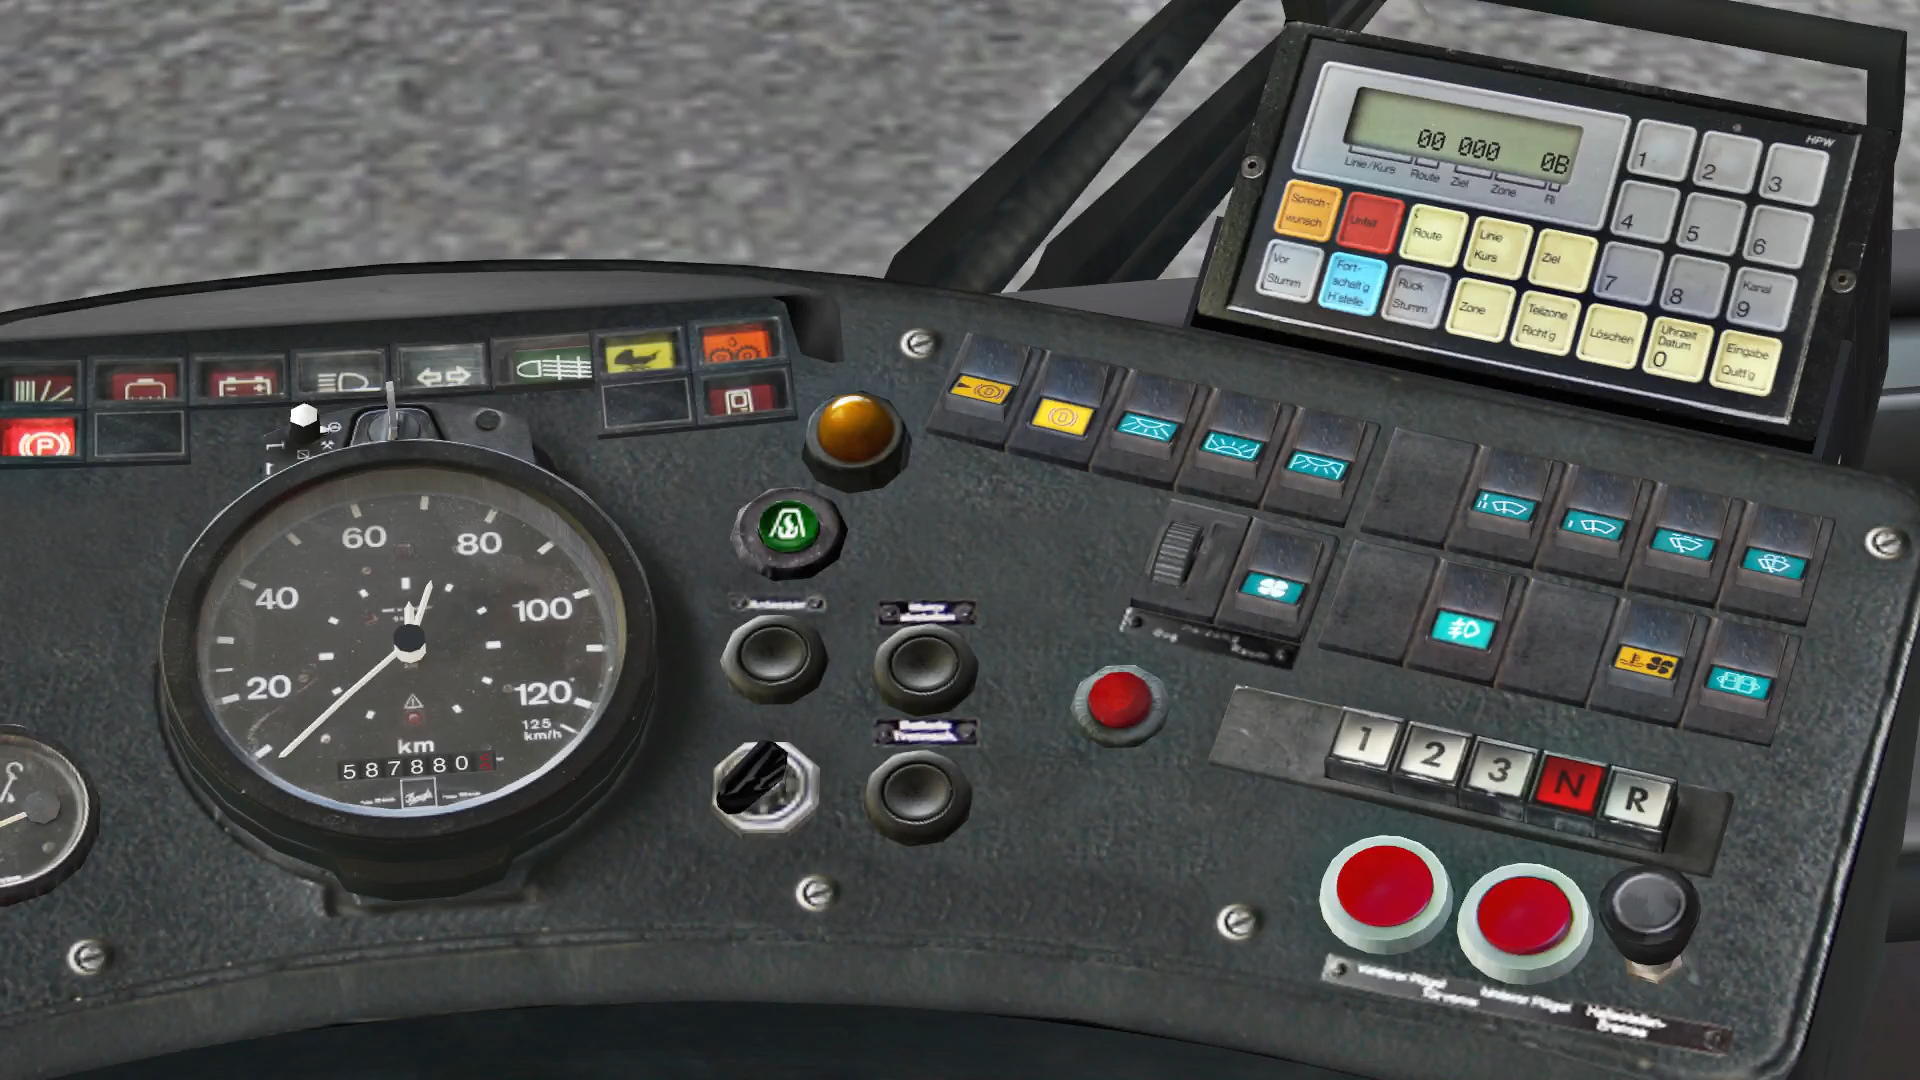 HPW
00 000 0B
Linie/Kurs Route Ziel Zone Ri
1 2 3
Sprech-
wunsch
Unfall
Route
Linie
Kurs
Ziel
4 5 6
Vor
Stumm
Fort-
schalt'g
H'stelle
Rück
Stumm
Zone
Teilzone
Richt'g
Löschen
7 8
Kanal
9
Uhrzeit
Datum
0
Eingabe
Quitt'g
P
20
40
60
80
100
120
125
km/h
km
587880
1 2 3 N R